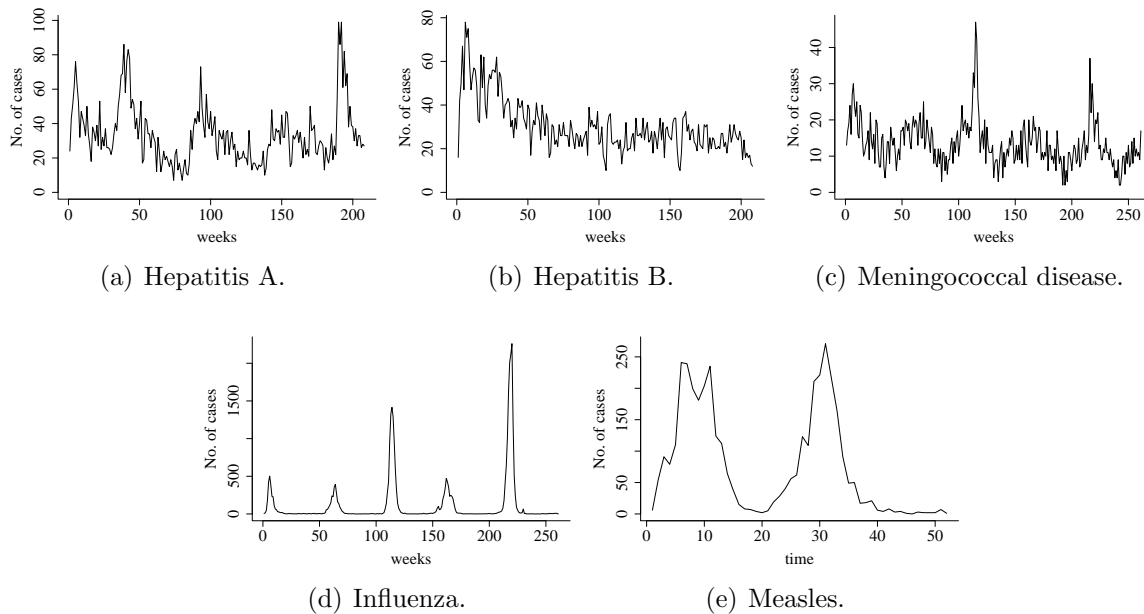 No. of cases
100
80
60
40
20
0
0 50 100 150 200
weeks
(a) Hepatitis A.
No. of cases
80
60
40
20
0
0 50 100 150 200
weeks
(b) Hepatitis B.
No. of cases
40
30
20
10
0
0 50 100 150 200 250
weeks
(c) Meningococcal disease.
No. of cases
1500
500
0
0 50 100 150 200 250
weeks
(d) Influenza.
No. of cases
250
150
50
0
0 10 20 30 40 50
time
(e) Measles.